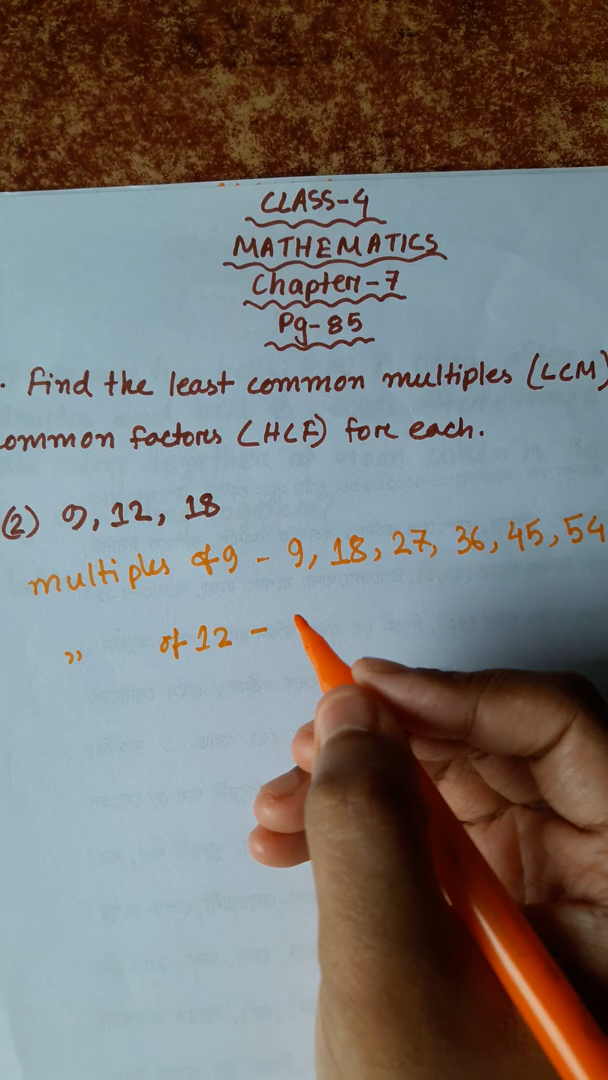 CLASS-4
MATHEMATICS
Chapter-7
Pg-85
. Find the least common multiples (LCM)
ommon factors (HCF) for each.
(2) 9, 12, 18
multiples of 9 - 9, 18, 27, 36, 45, 54
" of 12 -